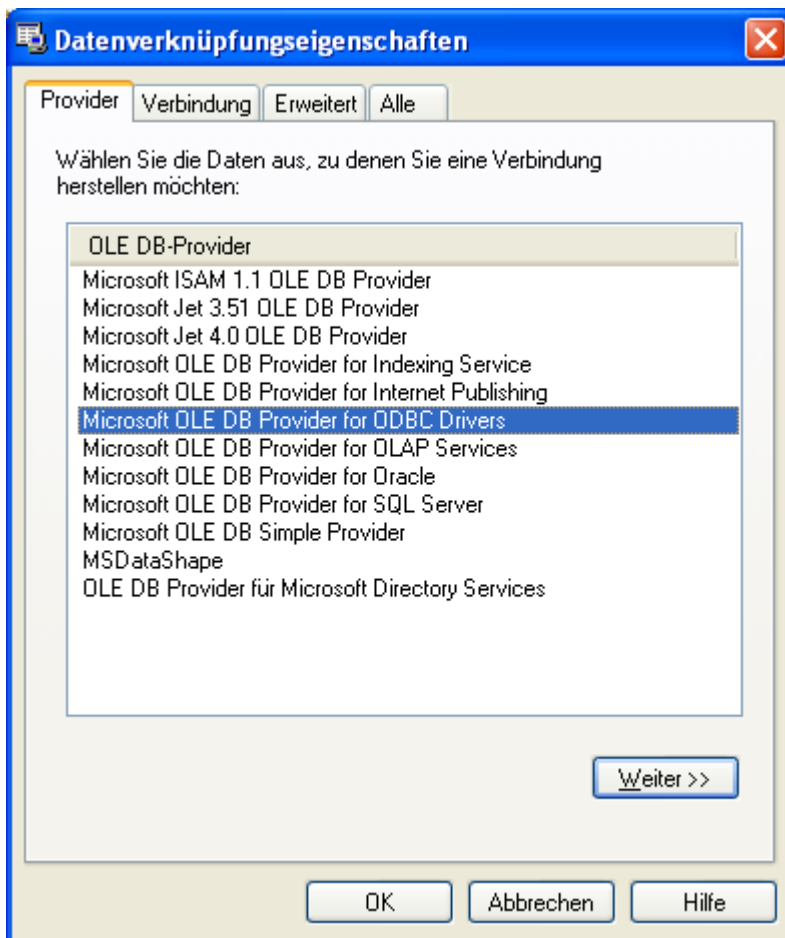 Datenverknüpfungseigenschaften
Provider Verbindung Erweitert Alle
Wählen Sie die Daten aus, zu denen Sie eine Verbindung
herstellen möchten:
OLE DB-Provider
Microsoft ISAM 1.1 OLE DB Provider
Microsoft Jet 3.51 OLE DB Provider
Microsoft Jet 4.0 OLE DB Provider
Microsoft OLE DB Provider for Indexing Service
Microsoft OLE DB Provider for Internet Publishing
Microsoft OLE DB Provider for ODBC Drivers
Microsoft OLE DB Provider for OLAP Services
Microsoft OLE DB Provider for Oracle
Microsoft OLE DB Provider for SQL Server
Microsoft OLE DB Simple Provider
MSDataShape
OLE DB Provider für Microsoft Directory Services
Weiter >>
OK Abbrechen Hilfe